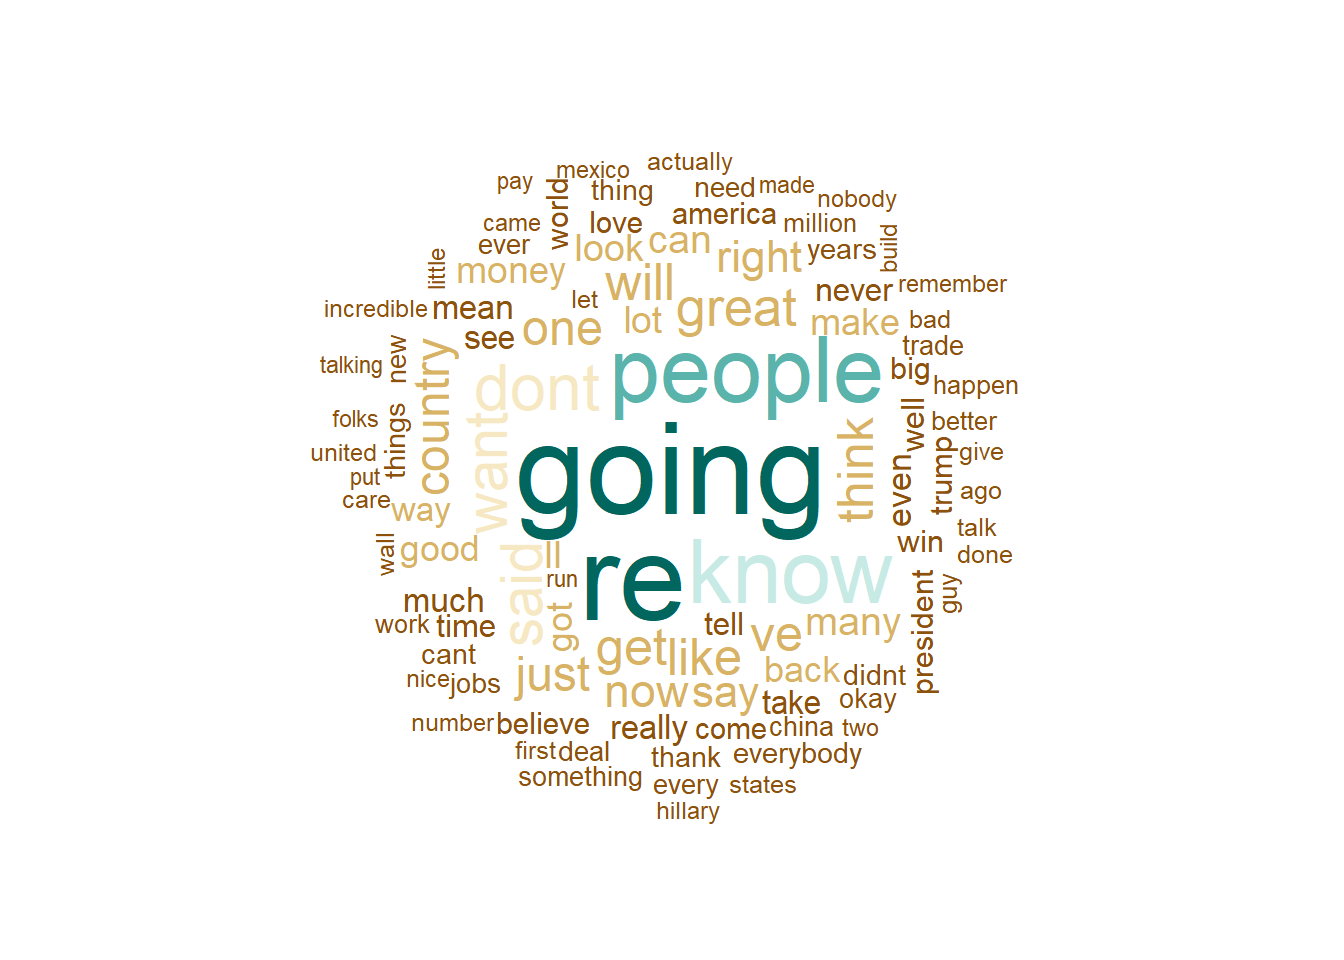 actually
mexico
pay
thing
need
made
world
nobody
came
love
america
million
ever
look
can
right
years
build
little
money
will
never
remember
let
incredible
mean
one
lot
great
make
bad
see
trade
new
talking
country
dont
people
big
happen
folks
things
want
going
think
even
well
better
united
trump
give
put
care
way
ago
wall
good
said
ll
re
know
win
talk
done
run
much
got
president
guy
work
time
tell
ve
many
cant
just
get
like
back
didnt
nice
jobs
now
say
take
okay
number
believe
really
come
china
two
first
deal
thank
everybody
something
every
states
hillary